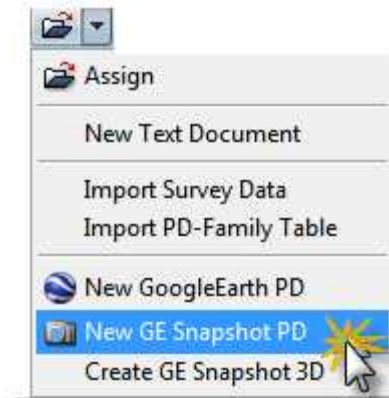 Assign
New Text Document
Import Survey Data
Import PD-Family Table
New GoogleEarth PD
New GE Snapshot PD
Create GE Snapshot 3D